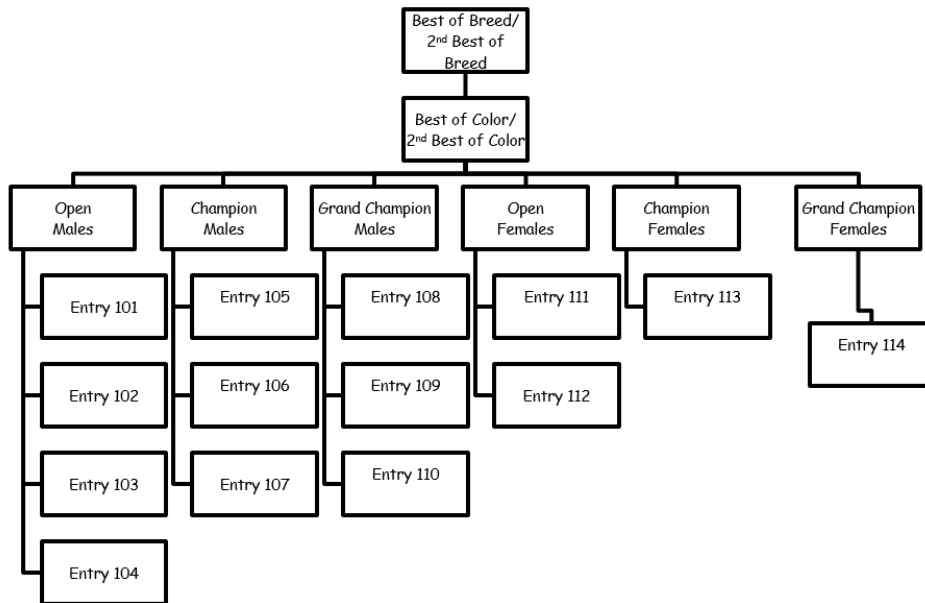 Best of Breed/
2nd Best of
Breed
Best of Color/
2nd Best of Color
Open
Males
Champion
Males
Grand Champion
Males
Open
Females
Champion
Females
Grand Champion
Females
Entry 101
Entry 105
Entry 108
Entry 111
Entry 113
Entry 114
Entry 102
Entry 106
Entry 109
Entry 112
Entry 103
Entry 107
Entry 110
Entry 104